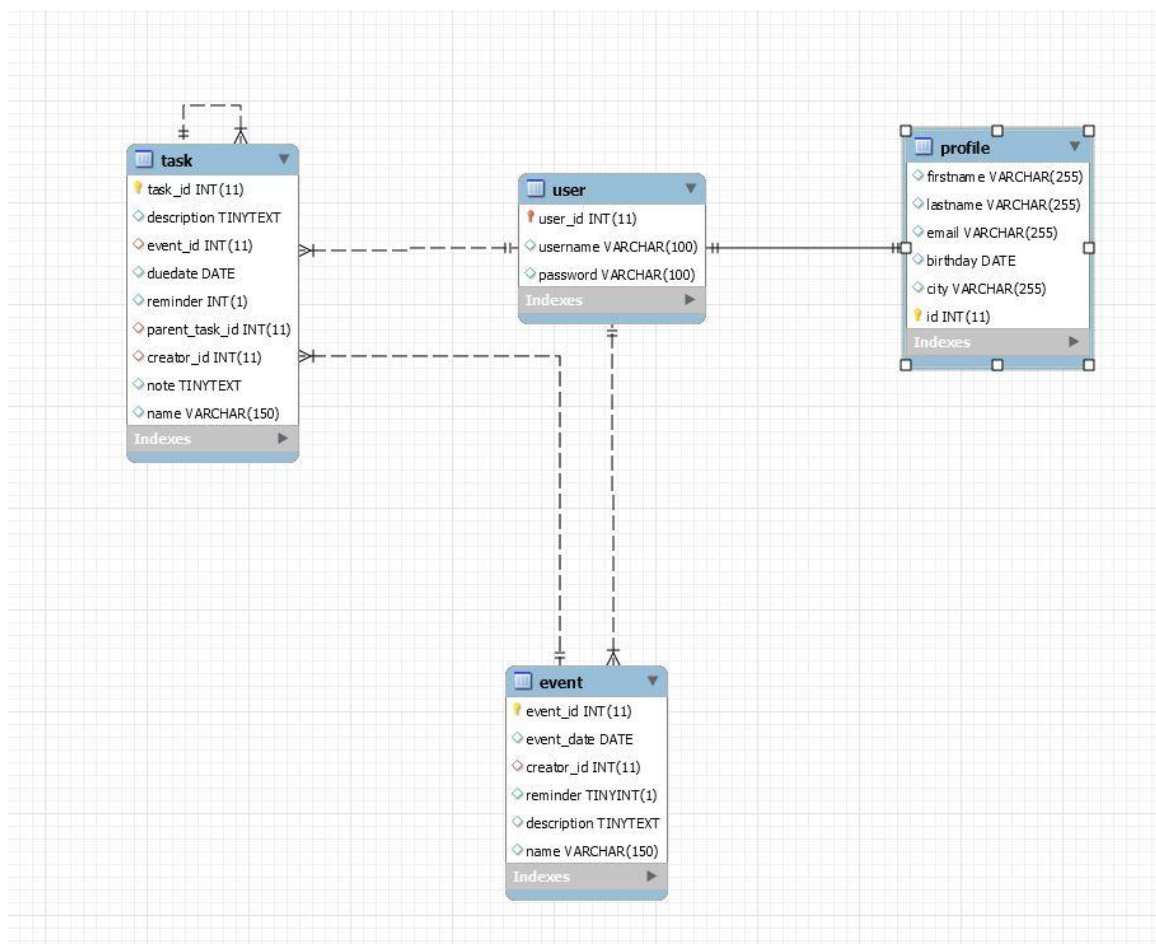 task
task_id INT(11)
description TINYTEXT
event_id INT(11)
duedate DATE
reminder INT(1)
parent_task_id INT(11)
creator_id INT(11)
note TINYTEXT
name VARCHAR(150)
Indexes
user
user_id INT(11)
username VARCHAR(100)
password VARCHAR(100)
Indexes
profile
firstname VARCHAR(255)
lastname VARCHAR(255)
email VARCHAR(255)
birthday DATE
city VARCHAR(255)
id INT(11)
Indexes
event
event_id INT(11)
event_date DATE
creator_id INT(11)
reminder TINYINT(1)
description TINYTEXT
name VARCHAR(150)
Indexes